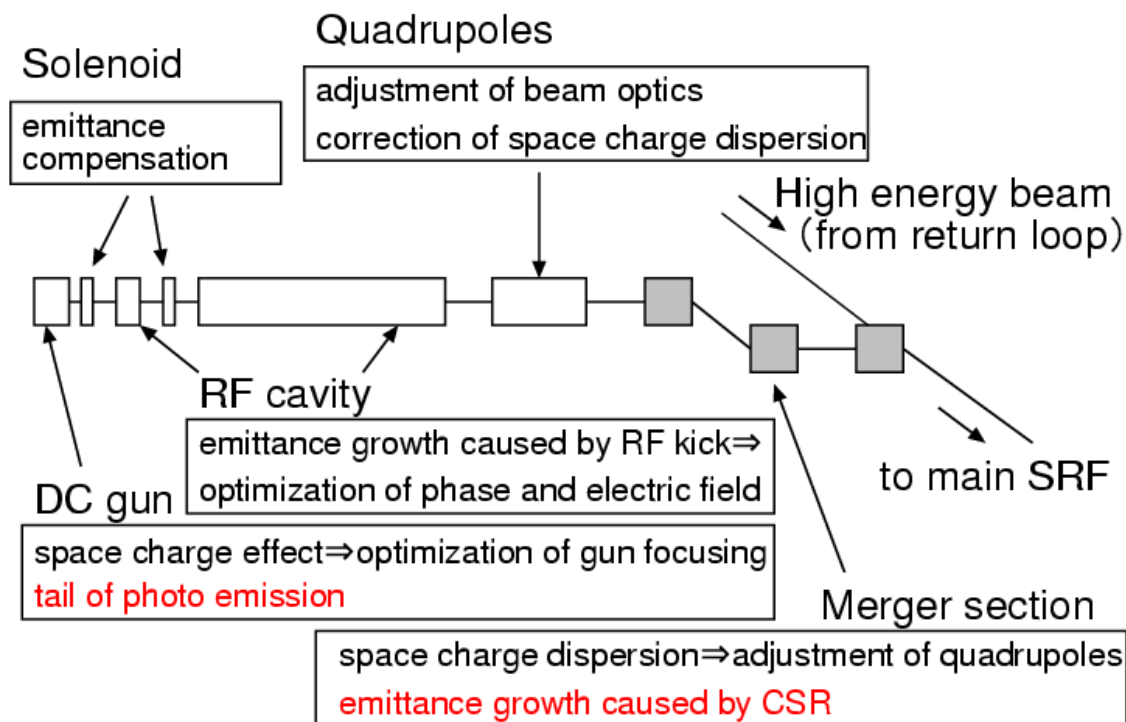 Quadrupoles
adjustment of beam optics
correction of space charge dispersion
Solenoid
emittance
compensation
High energy beam
(from return loop)
RF cavity
emittance growth caused by RF kick⇒
optimization of phase and electric field
to main SRF
DC gun
space charge effect⇒optimization of gun focusing
tail of photo emission
Merger section
space charge dispersion⇒adjustment of quadrupoles
emittance growth caused by CSR